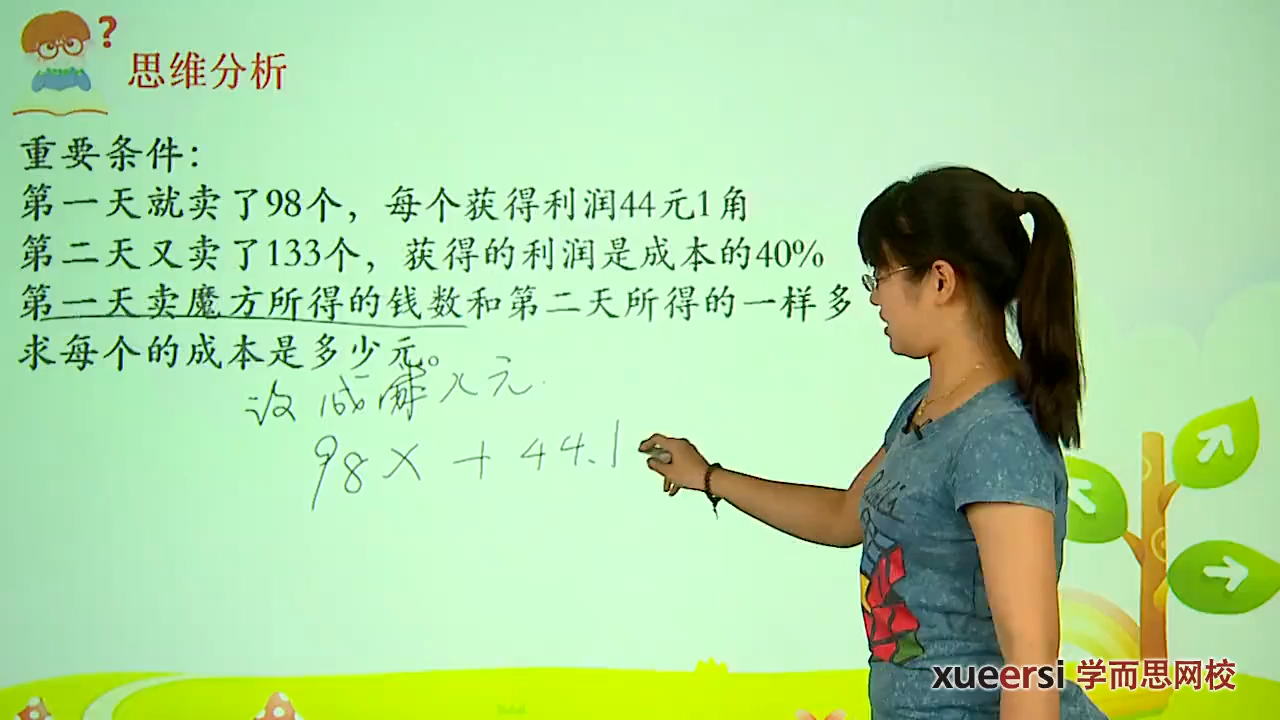 ?
思维分析
重要条件：
第一天就卖了98个，每个获得利润44元1角
第二天又卖了133个，获得的利润是成本的40%
第一天卖魔方所得的钱数和第二天所得的一样多
求每个的成本是多少元。
设成本x元
98x + 44.1
xueersi 学而思网校